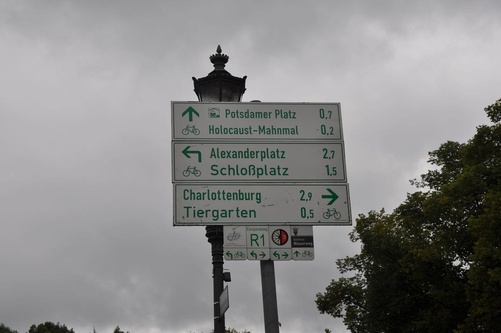 Potsdamer Platz 0,7
Holocaust-Mahnmal 0,2
Alexanderplatz 2,7
Schloßplatz 1,5
Charlottenburg 2,9
Tiergarten 0,5
R1